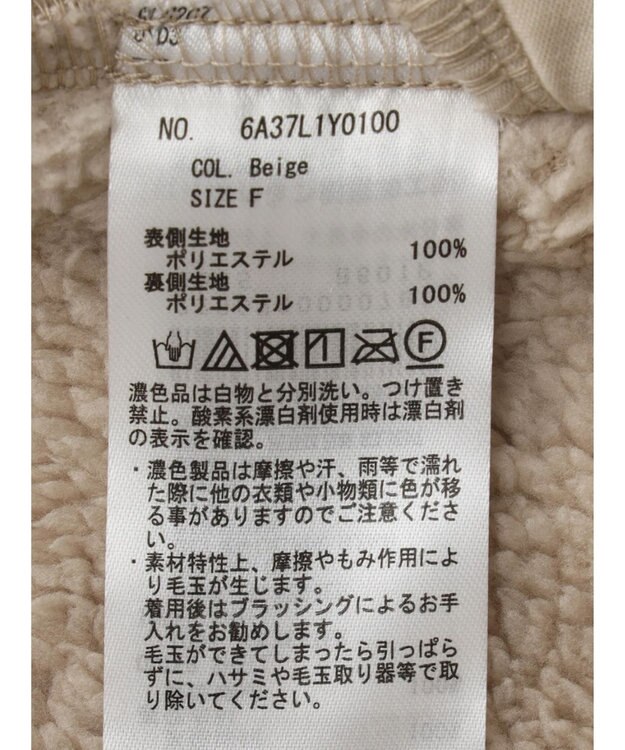 NO. 6A37L1Y0100
COL. Beige
SIZE F
表側生地
ポリエステル 100%
裏側生地
ポリエステル 100%
F
濃色品は白物と分別洗い。つけ置き
禁止。酸素系漂白剤使用時は漂白剤
の表示を確認。
・濃色製品は摩擦や汗、雨等で濡れ
た際に他の衣類や小物類に色が移
る事がありますのでご注意くださ
い。
・素材特性上、摩擦やもみ作用によ
り毛玉が生じます。
着用後はブラッシングによるお手
入れをお勧めします。
毛玉ができてしまったら引っぱら
ずに、ハサミや毛玉取り器等で取
り除いてください。